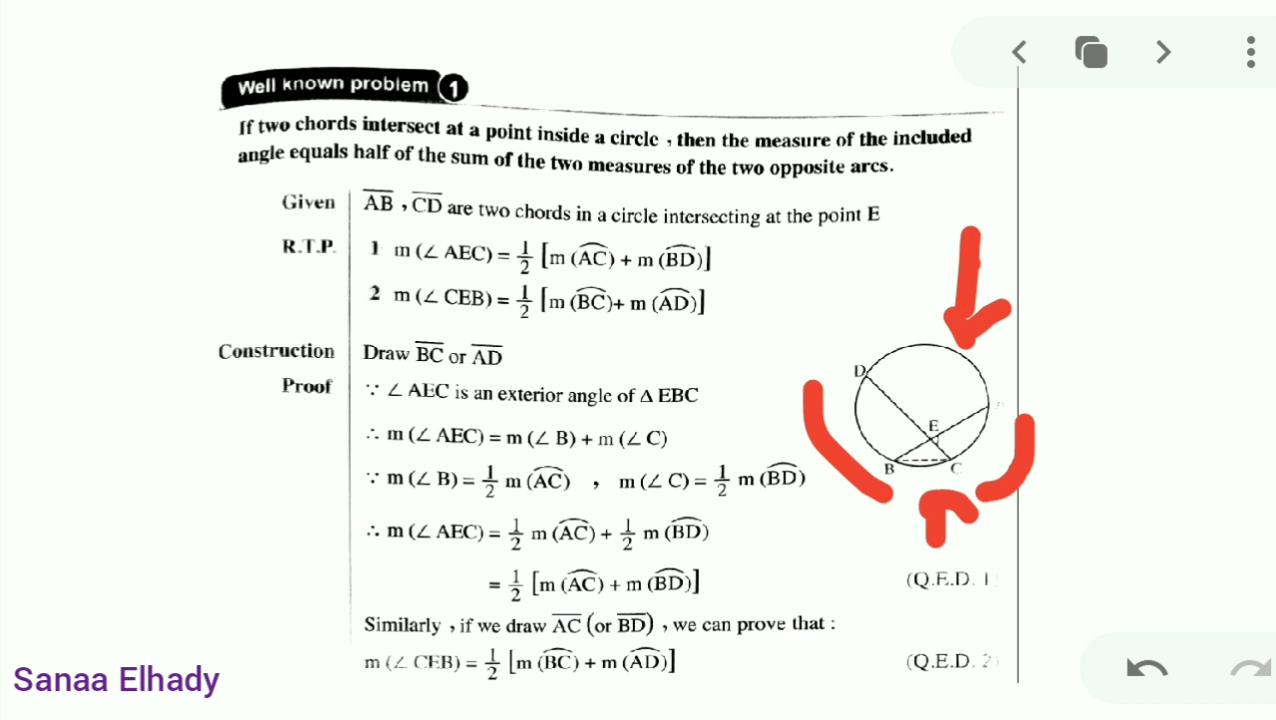 Well known problem 1
If two chords intersect at a point inside a circle , then the measure of the included
angle equals half of the sum of the two measures of the two opposite arcs.
Given AB , CD are two chords in a circle intersecting at the point E
R.T.P. 1 m (∠ AEC) = 1/2 [m (AC) + m (BD)]
2 m (∠ CEB) = 1/2 [m (BC)+ m (AD)]
Construction Draw BC or AD
Proof ∵ ∠ AEC is an exterior angle of Δ EBC
∴ m (∠ AEC) = m (∠ B) + m (∠ C)
∵ m (∠ B) = 1/2 m (AC) , m (∠ C) = 1/2 m (BD)
∴ m (∠ AEC) = 1/2 m (AC) + 1/2 m (BD)
= 1/2 [m (AC) + m (BD)] (Q.E.D. 1)
Similarly , if we draw AC (or BD) , we can prove that :
m (∠ CEB) = 1/2 [m (BC) + m (AD)] (Q.E.D. 2)
D
E
B
C
Sanaa Elhady